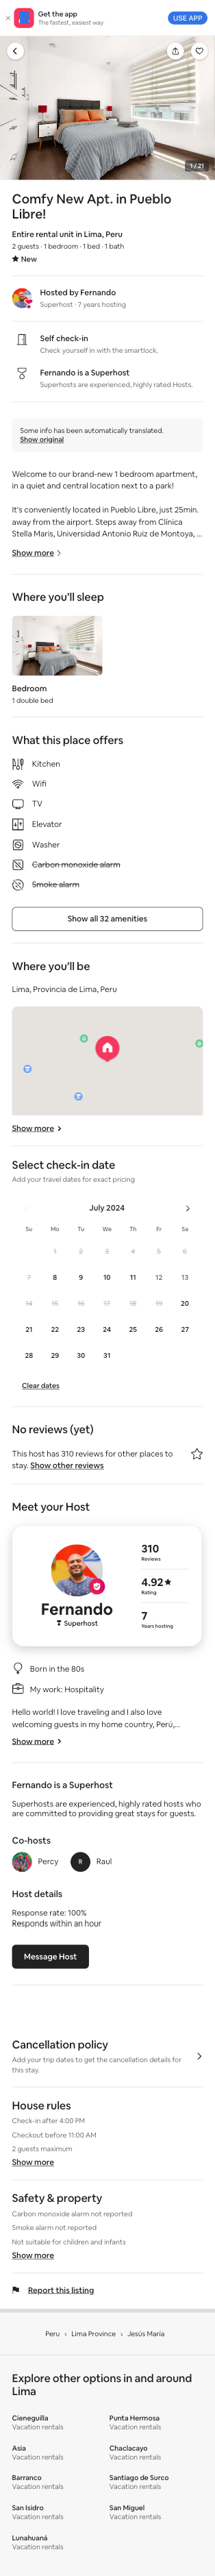 Get the app
The fastest, easiest way
USE APP
1 / 21
Comfy New Apt. in Pueblo
Libre!
Entire rental unit in Lima, Peru
2 guests · 1 bedroom · 1 bed · 1 bath
★ New
Hosted by Fernando
Superhost · 7 years hosting
Self check-in
Check yourself in with the smartlock.
Fernando is a Superhost
Superhosts are experienced, highly rated Hosts.
Some info has been automatically translated.
Show original
Welcome to our brand-new 1 bedroom apartment,
in a quiet and central location next to a park!
It's conveniently located in Pueblo Libre, just 25min.
away from the airport. Steps away from Clínica
Stella Maris, Universidad Antonio Ruiz de Montoya, ...
Show more
Where you'll sleep
Bedroom
1 double bed
What this place offers
Kitchen
Wifi
TV
Elevator
Washer
Carbon monoxide alarm
Smoke alarm
Show all 32 amenities
Where you'll be
Lima, Provincia de Lima, Peru
Show more
Select check-in date
Add your travel dates for exact pricing
July 2024
Su Mo Tu We Th Fr Sa
1 2 3 4 5 6
7 8 9 10 11 12 13
14 15 16 17 18 19 20
21 22 23 24 25 26 27
28 29 30 31
Clear dates
No reviews (yet)
This host has 310 reviews for other places to
stay. Show other reviews
Meet your Host
310
Reviews
4.92★
Rating
7
Years hosting
Fernando
Superhost
Born in the 80s
My work: Hospitality
Hello world! I love traveling and I also love
welcoming guests in my home country, Perú,...
Show more
Fernando is a Superhost
Superhosts are experienced, highly rated hosts who
are committed to providing great stays for guests.
Co-hosts
Percy
R
Raul
Host details
Response rate: 100%
Responds within an hour
Message Host
Cancellation policy
Add your trip dates to get the cancellation details for
this stay.
House rules
Check-in after 4:00 PM
Checkout before 11:00 AM
2 guests maximum
Show more
Safety & property
Carbon monoxide alarm not reported
Smoke alarm not reported
Not suitable for children and infants
Show more
Report this listing
Peru › Lima Province › Jesús María
Explore other options in and around
Lima
Cieneguilla
Vacation rentals
Punta Hermosa
Vacation rentals
Asia
Vacation rentals
Chaclacayo
Vacation rentals
Barranco
Vacation rentals
Santiago de Surco
Vacation rentals
San Isidro
Vacation rentals
San Miguel
Vacation rentals
Lunahuaná
Vacation rentals